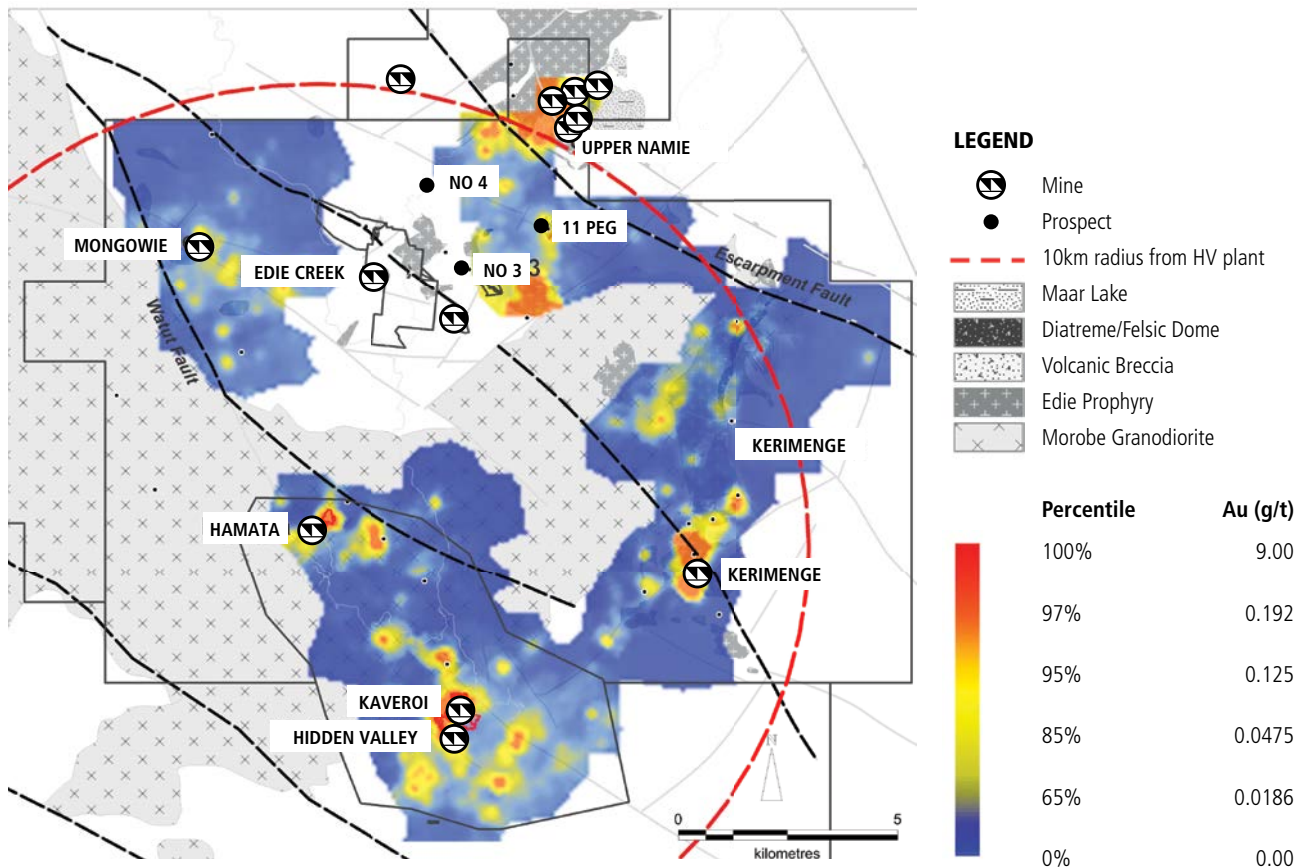 UPPER NAMIE
NO 4
11 PEG
MONGOWIE
EDIE CREEK
NO 3
3
Escarpment Fault
Watut Fault
KERIMENGE
HAMATA
KERIMENGE
KAVEROI
HIDDEN VALLEY
N
0 5
kilometres
LEGEND
Mine
Prospect
10km radius from HV plant
Maar Lake
Diatreme/Felsic Dome
Volcanic Breccia
Edie Prophyry
Morobe Granodiorite
Percentile Au (g/t)
100% 9.00
97% 0.192
95% 0.125
85% 0.0475
65% 0.0186
0% 0.00